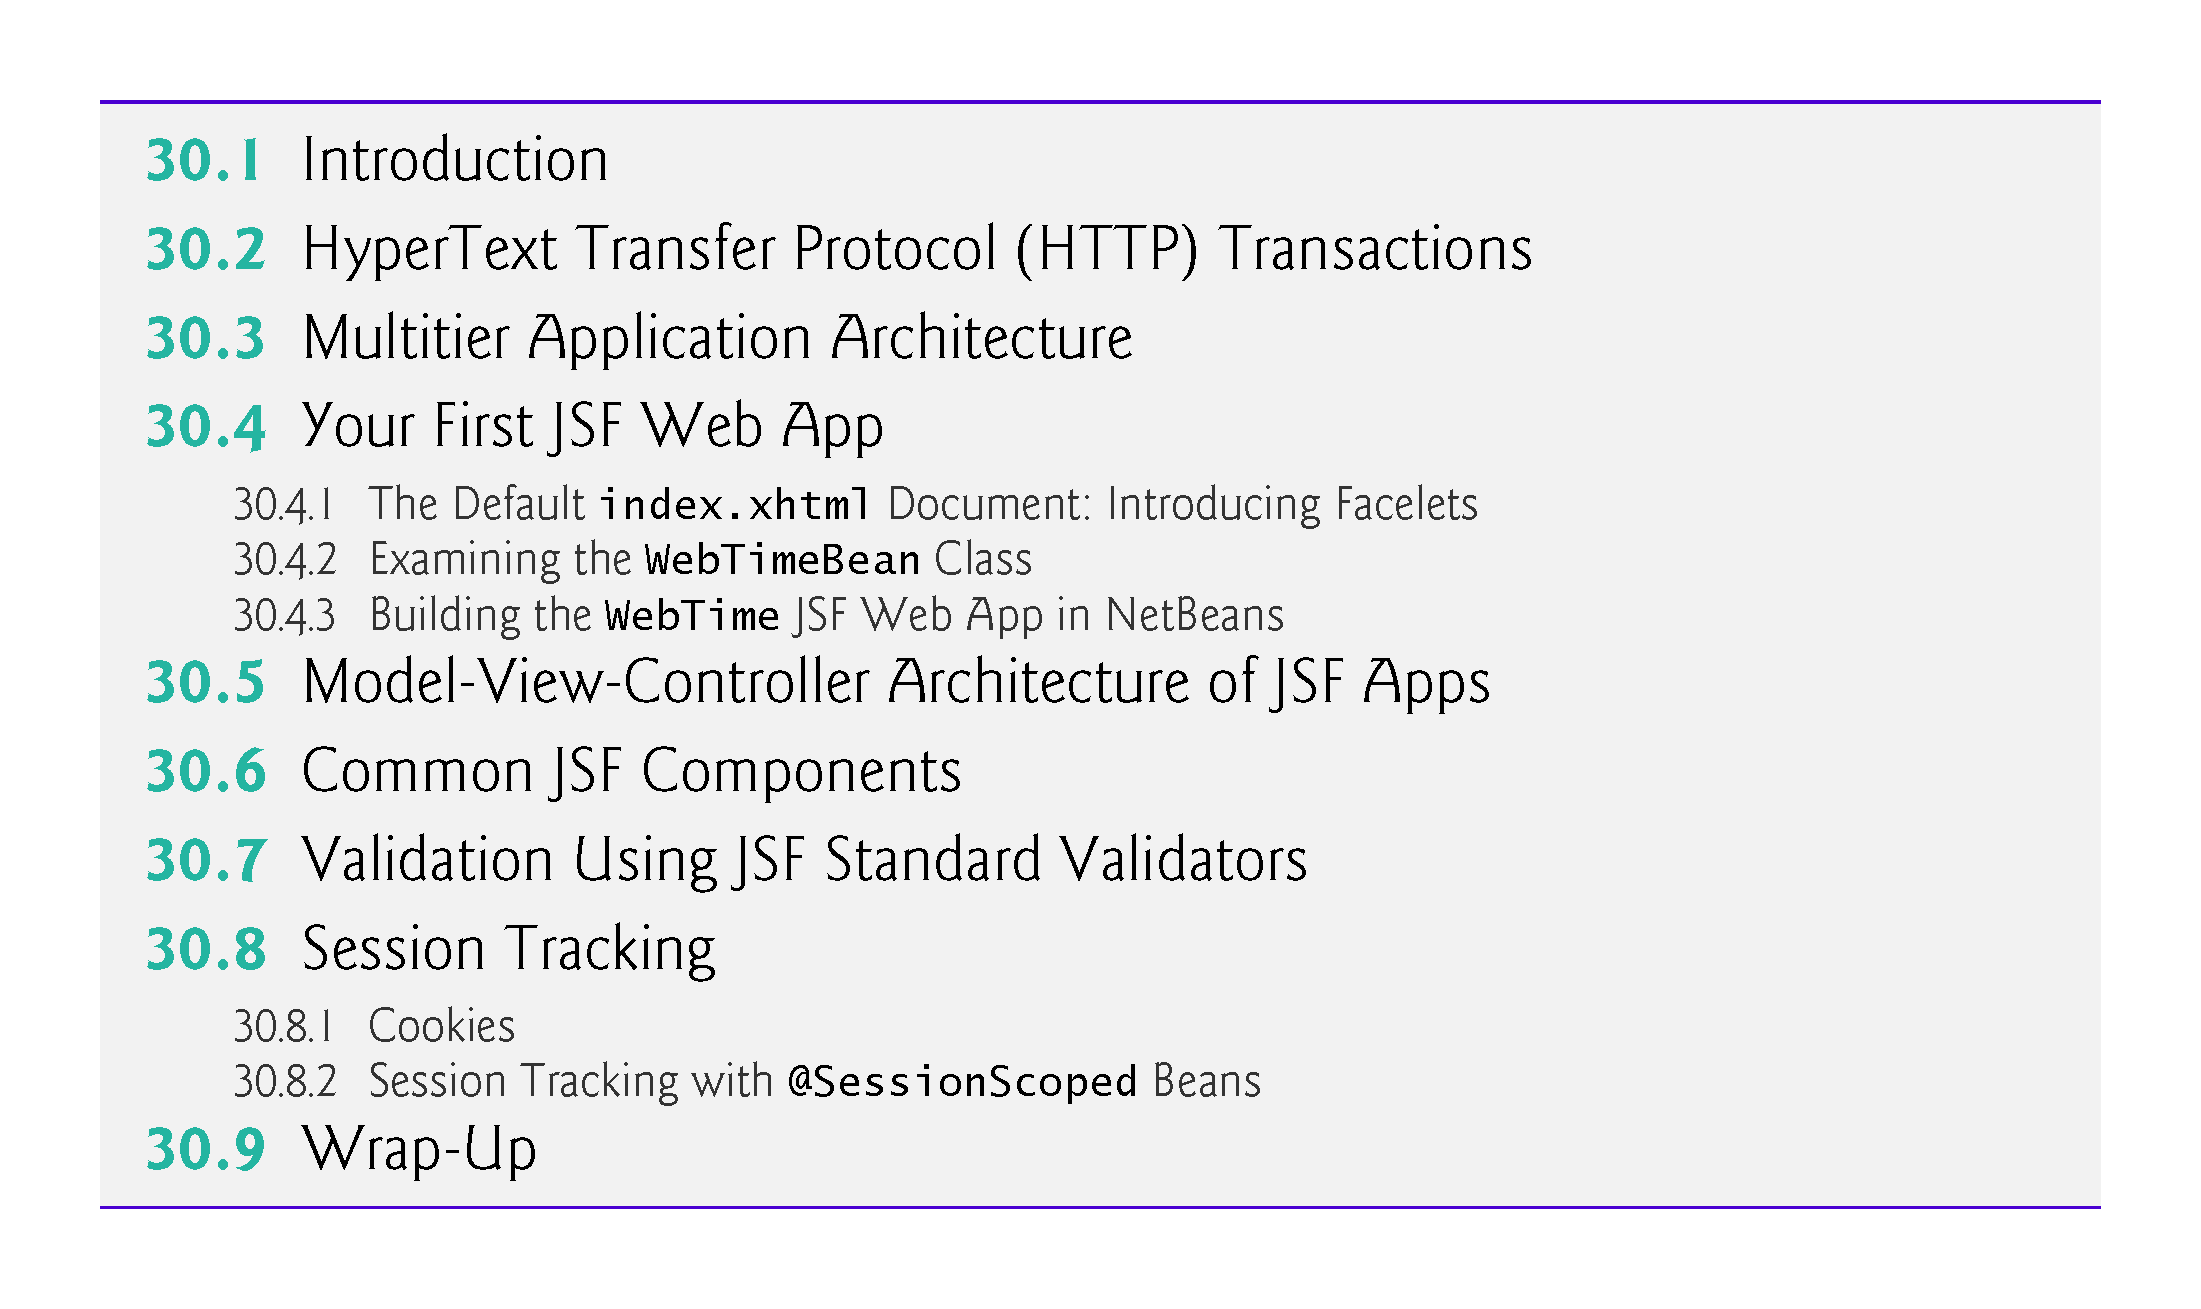 30.1 Introduction
30.2 HyperText Transfer Protocol (HTTP) Transactions
30.3 Multitier Application Architecture
30.4 Your First JSF Web App
30.4.1 The Default index.xhtml Document: Introducing Facelets
30.4.2 Examining the WebTimeBean Class
30.4.3 Building the WebTime JSF Web App in NetBeans
30.5 Model-View-Controller Architecture of JSF Apps
30.6 Common JSF Components
30.7 Validation Using JSF Standard Validators
30.8 Session Tracking
30.8.1 Cookies
30.8.2 Session Tracking with @SessionScoped Beans
30.9 Wrap-Up